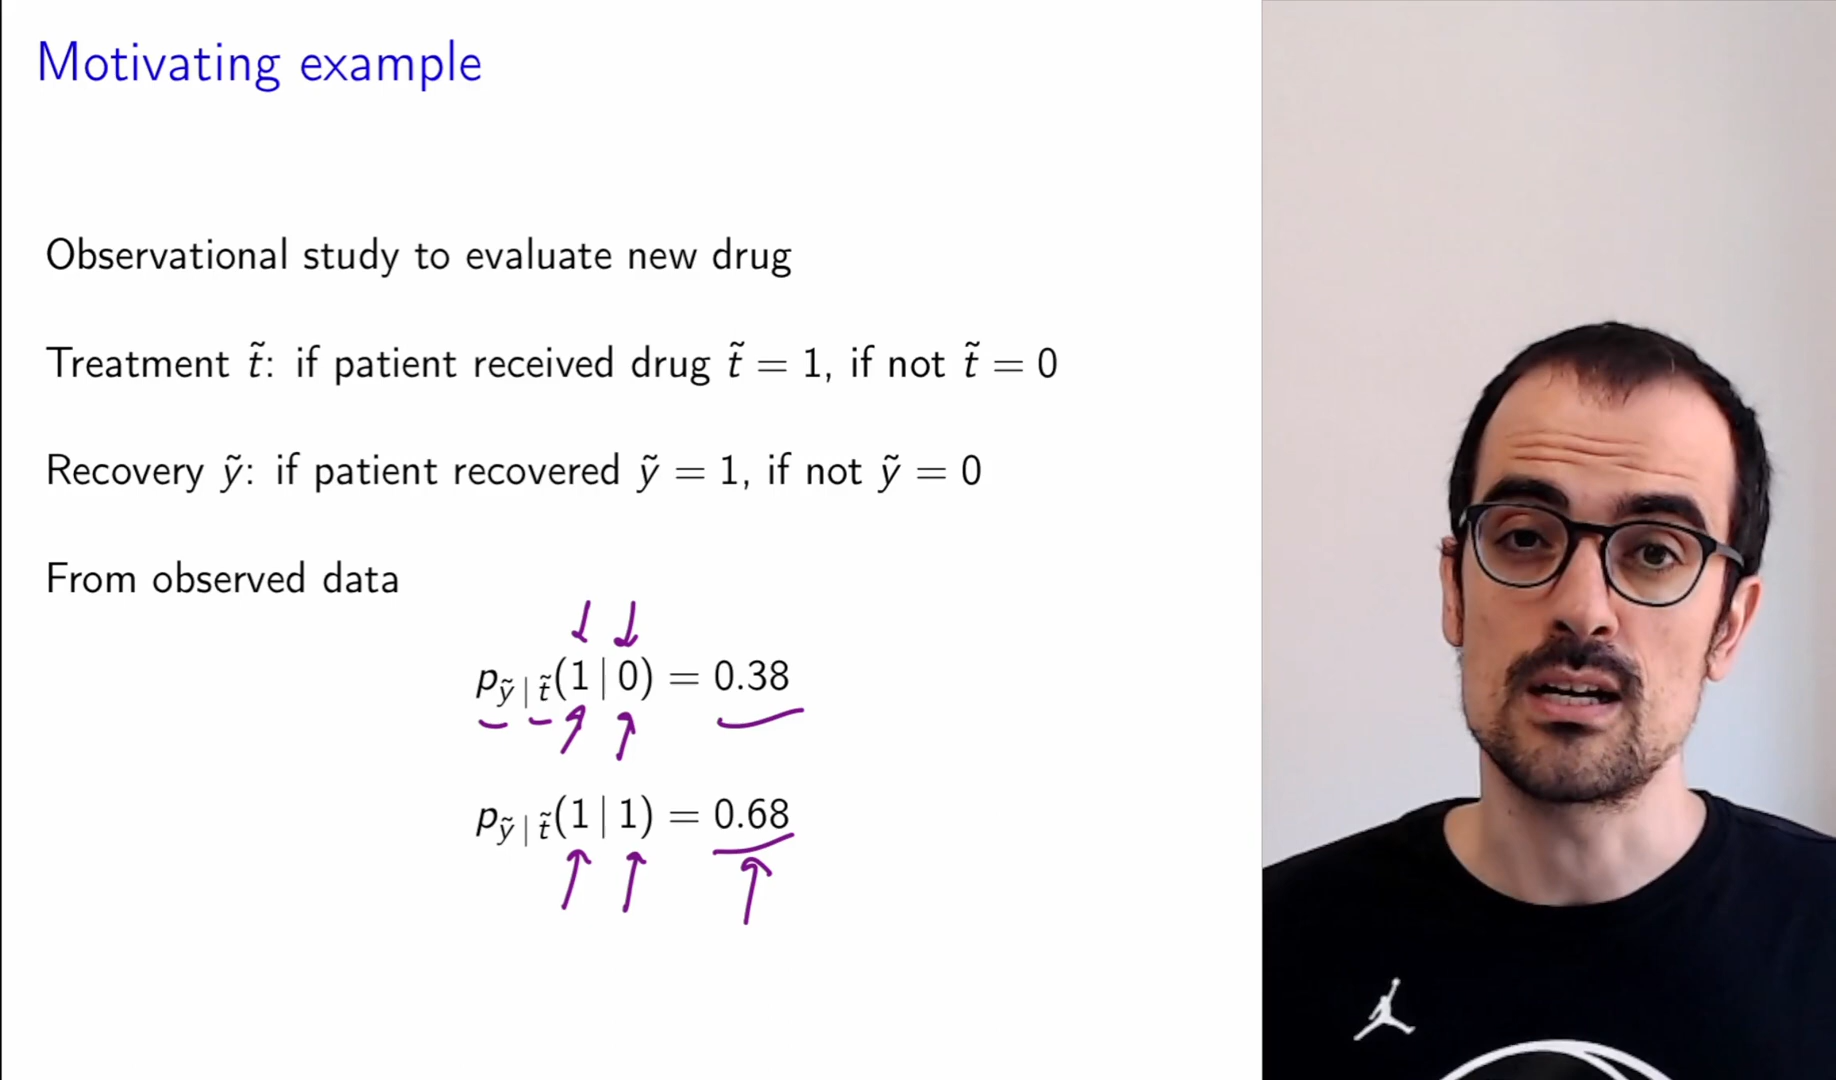 Motivating example
Observational study to evaluate new drug
Treatment t̃: if patient received drug t̃ = 1, if not t̃ = 0
Recovery ỹ: if patient recovered ỹ = 1, if not ỹ = 0
From observed data
p_{ỹ | t̃}(1 | 0) = 0.38
p_{ỹ | t̃}(1 | 1) = 0.68